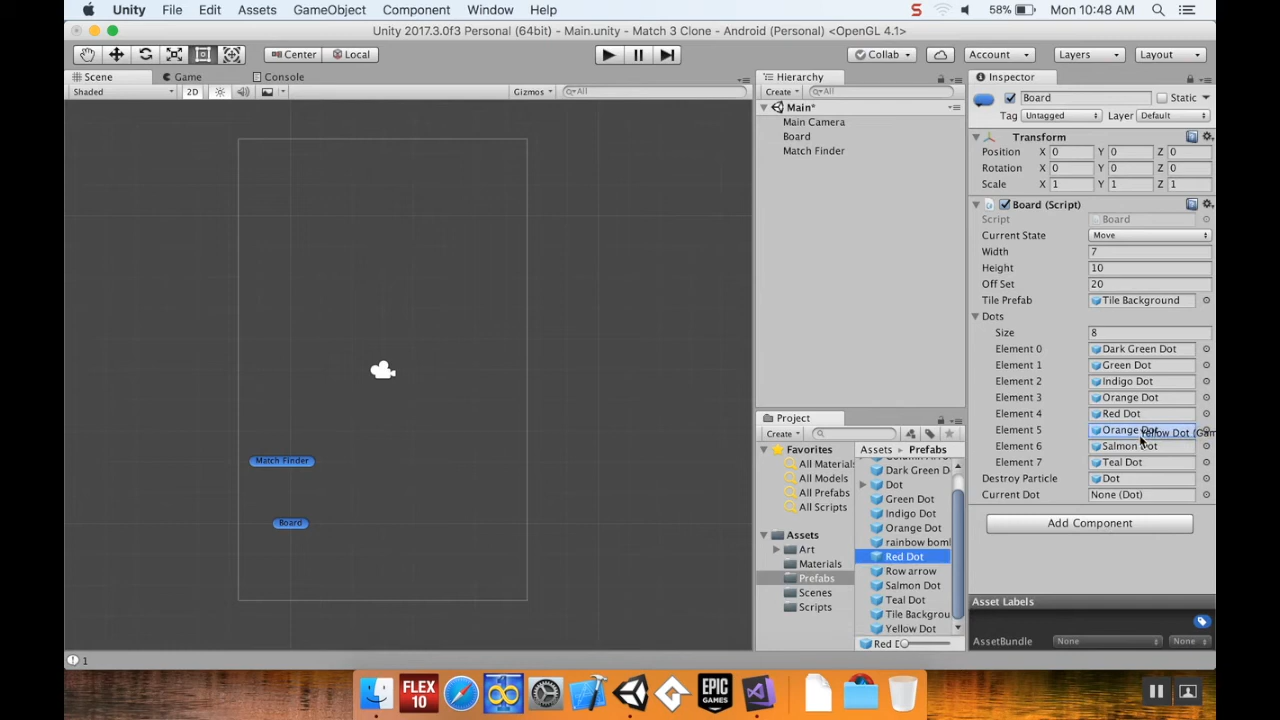 Unity File Edit Assets GameObject Component Window Help 58% Mon 10:48 AM
Unity 2017.3.0f3 Personal (64bit) - Main.unity - Match 3 Clone - Android (Personal) <OpenGL 4.1>
Center Local Collab Account Layers Layout
Scene Game Console Hierarchy Inspector
Shaded 2D Gizmos All Create All
Board Static
Tag Untagged Layer Default
Main*
Main Camera
Board
Match Finder
Transform
Position X 0 Y 0 Z 0
Rotation X 0 Y 0 Z 0
Scale X 1 Y 1 Z 1
Board (Script)
Script Board
Current State Move
Width 7
Height 10
Off Set 20
Tile Prefab Tile Background
Dots
Size 8
Element 0 Dark Green Dot
Element 1 Green Dot
Element 2 Indigo Dot
Element 3 Orange Dot
Element 4 Red Dot
Element 5 Orange Dot
Yellow Dot (Gam
Element 6 Salmon Dot
Element 7 Teal Dot
Destroy Particle Dot
Current Dot None (Dot)
Add Component
Asset Labels
AssetBundle None None
Match Finder
Board
Project
Create
Favorites
All Materials
All Models
All Prefabs
All Scripts
Assets
Art
Materials
Prefabs
Scenes
Scripts
Assets Prefabs
Dark Green D
Dot
Green Dot
Indigo Dot
Orange Dot
rainbow bomb
Red Dot
Row arrow
Salmon Dot
Teal Dot
Tile Backgrou
Yellow Dot
Red D
1
FLEX
10
EPIC
GAMES